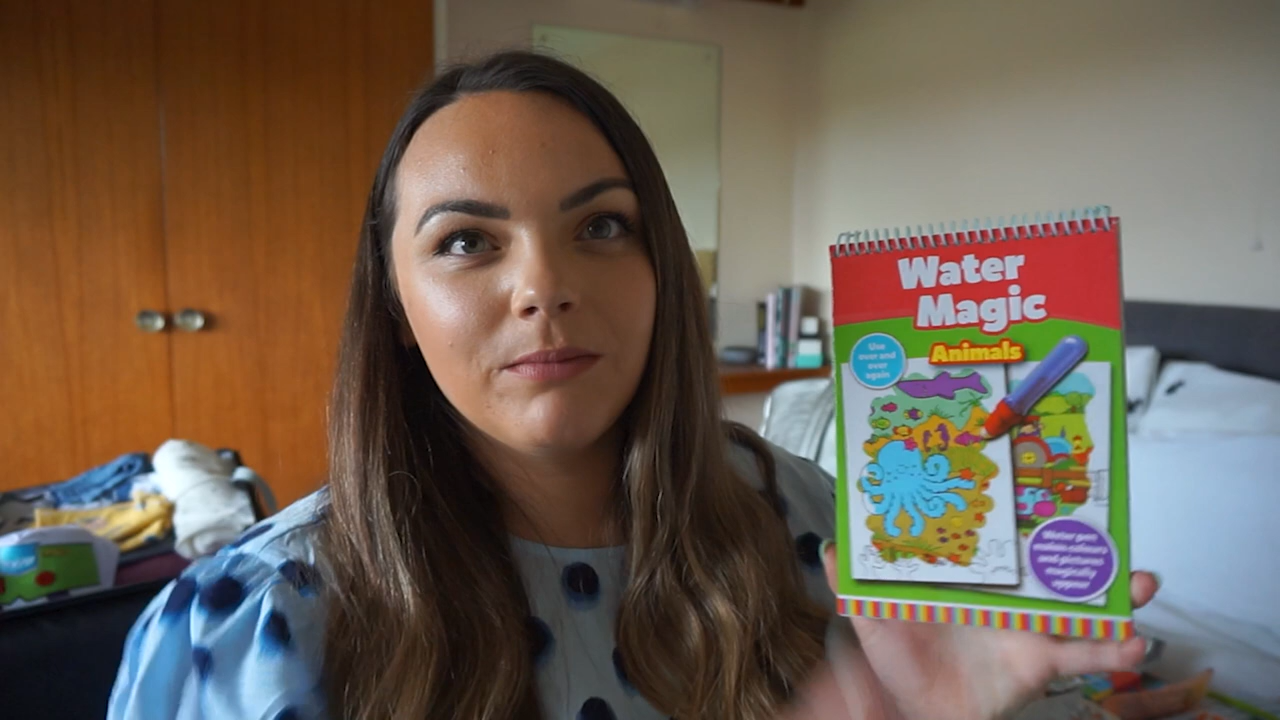 Water
Magic
Animals
Use
over and
over
again
Water pen
makes colours
and pictures
magically
appear